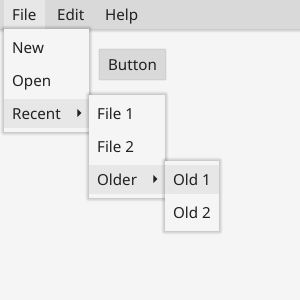 File Edit Help
New
Open
Recent
Button
File 1
File 2
Older
Old 1
Old 2